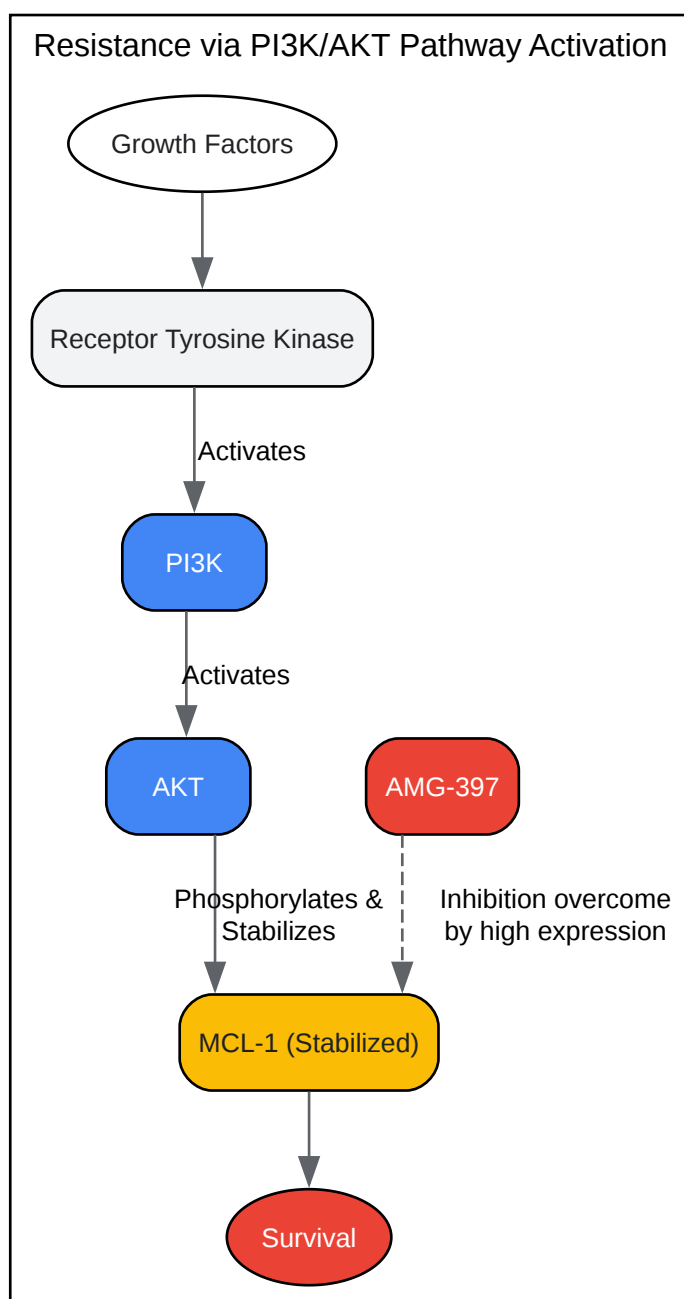 Resistance via PI3K/AKT Pathway Activation
Growth Factors
Receptor Tyrosine Kinase
Activates
PI3K
Activates
AKT
AMG-397
Phosphorylates &
Stabilizes
Inhibition overcome
by high expression
MCL-1 (Stabilized)
Survival